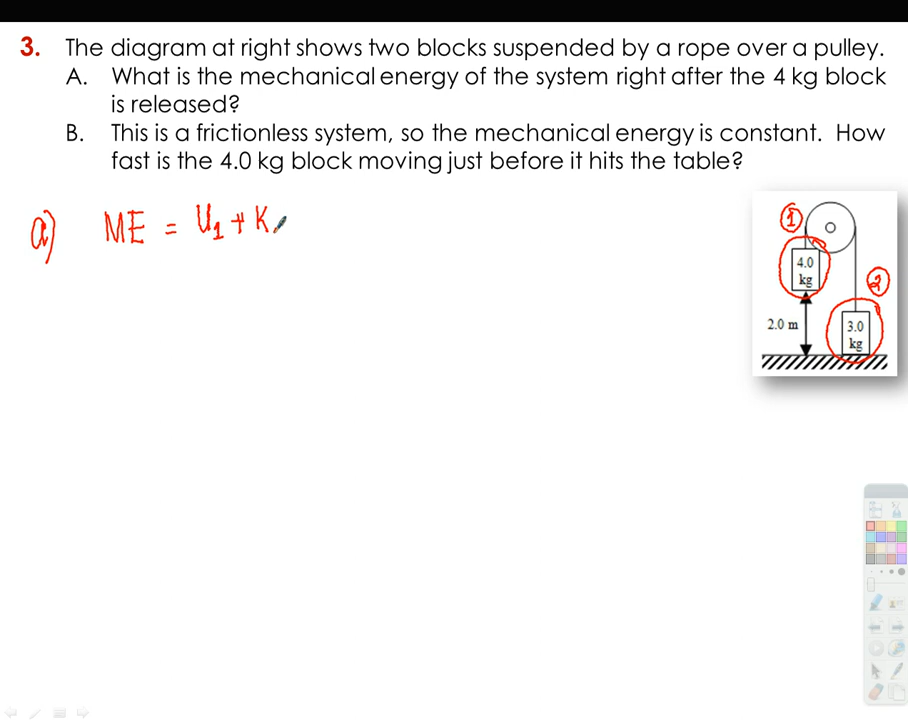 3. The diagram at right shows two blocks suspended by a rope over a pulley.
A. What is the mechanical energy of the system right after the 4 kg block
is released?
B. This is a frictionless system, so the mechanical energy is constant. How
fast is the 4.0 kg block moving just before it hits the table?
a) ME = U₁ + K
1
4.0
kg
2
2.0 m
3.0
kg